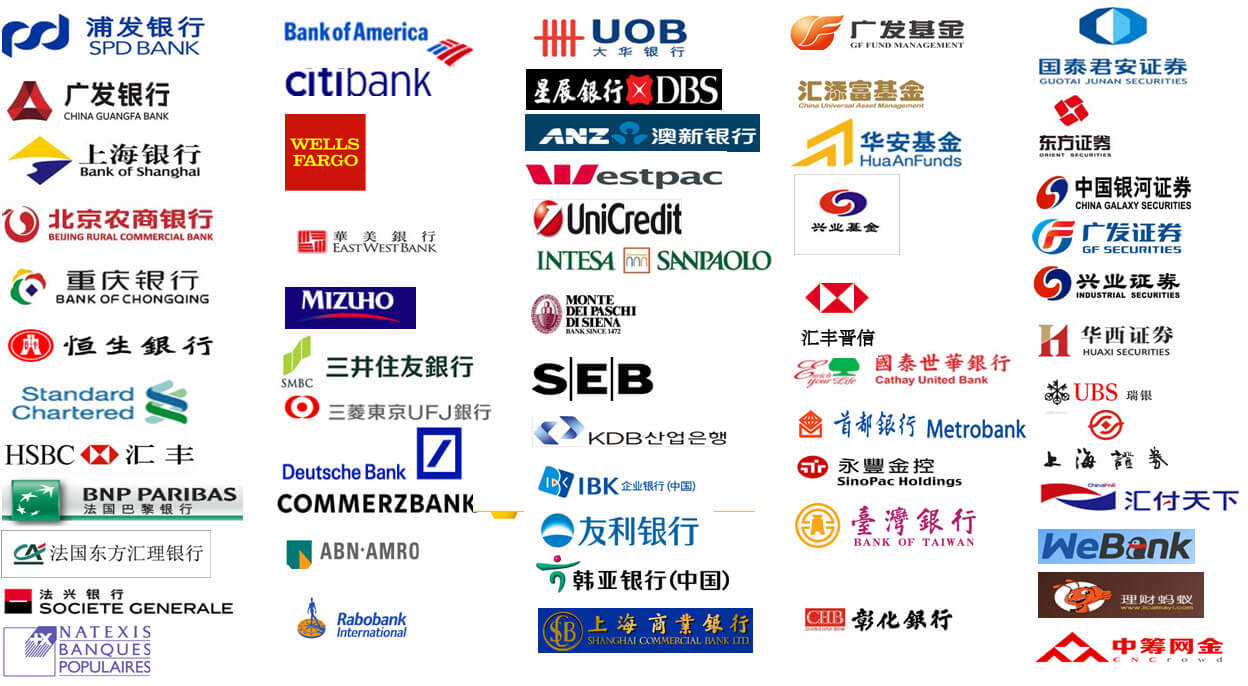 浦发银行
SPD BANK
广发银行
CHINA GUANGFA BANK
上海银行
Bank of Shanghai
北京农商银行
BEIJING RURAL COMMERCIAL BANK
重庆银行
BANK OF CHONGQING
恒生銀行
Standard
Chartered
HSBC 汇丰
BNP PARIBAS
法国巴黎银行
CA 法国东方汇理银行
法兴银行
SOCIETE GENERALE
NATEXIS
BANQUES
POPULAIRES
Bank of America
citibank
WELLS
FARGO
華美銀行
EASTWESTBANK
MIZUHO
三井住友銀行
SMBC
三菱東京UFJ銀行
Deutsche Bank
COMMERZBANK
ABN·AMRO
Rabobank
International
UOB
大华银行
星展銀行 DBS
ANZ 澳新银行
Westpac
1 UniCredit
INTESA SANPAOLO
MONTE
DEI PASCHI
DI SIENA
BANK SINCE 1472
S|E|B
KDB산업은행
IBK 企业银行(中国)
友利银行
韩亚银行(中国)
SCB 上海商業銀行
SHANGHAI COMMERCIAL BANK LTD.
广发基金
GF FUND MANAGEMENT
汇添富基金
China Universal Asset Management
华安基金
HuaAnFunds
兴业基金
汇丰晋信
Enrich
your Life
國泰世華銀行
Cathay United Bank
首都銀行 Metrobank
永豐金控
SinoPac Holdings
臺灣銀行
BANK OF TAIWAN
CHB 彰化銀行
国泰君安证券
GUOTAI JUNAN SECURITIES
东方证券
ORIENT SECURITIES
中国银河证券
CHINA GALAXY SECURITIES
广发证券
GF SECURITIES
兴业证券
INDUSTRIAL SECURITIES
华西证券
HUAXI SECURITIES
UBS 瑞银
上海證券
ChinaPnR
汇付天下
WeBank
理财蚂蚁
www.licaimayi.com
中筹网金
CNCrowd